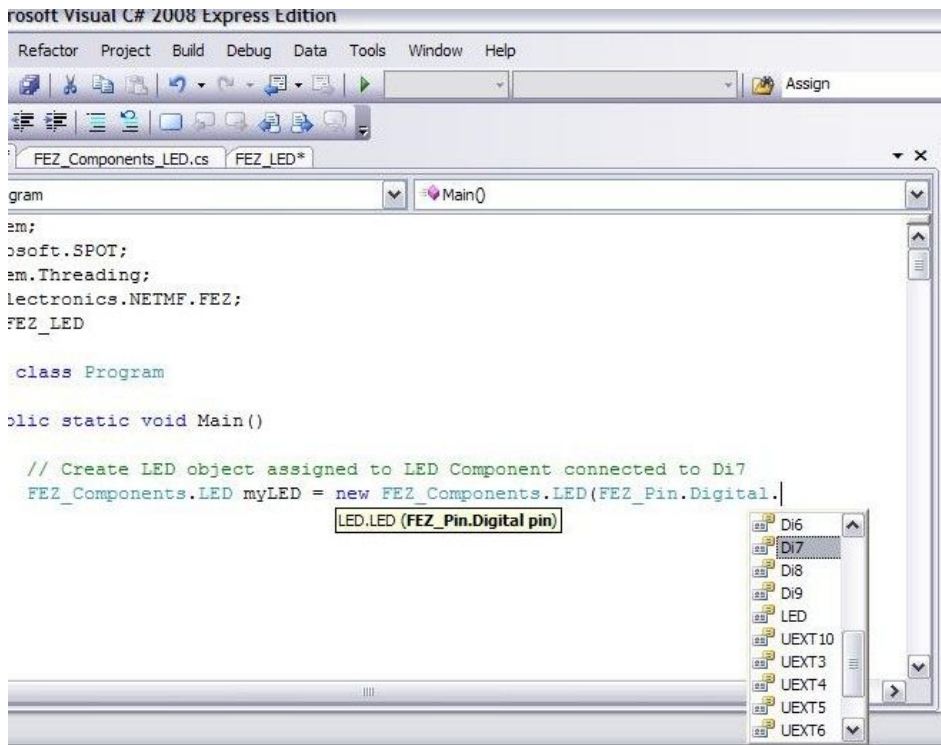 rosoft Visual C# 2008 Express Edition
Refactor Project Build Debug Data Tools Window Help
Assign
FEZ_Components_LED.cs FEZ_LED*
gram Main()
em;
osoft.SPOT;
em.Threading;
lectronics.NETMF.FEZ;
FEZ_LED
class Program
blic static void Main()
// Create LED object assigned to LED Component connected to Di7
FEZ_Components.LED myLED = new FEZ_Components.LED(FEZ_Pin.Digital.
LED.LED (FEZ_Pin.Digital pin)
Di6
Di7
Di8
Di9
LED
UEXT10
UEXT3
UEXT4
UEXT5
UEXT6